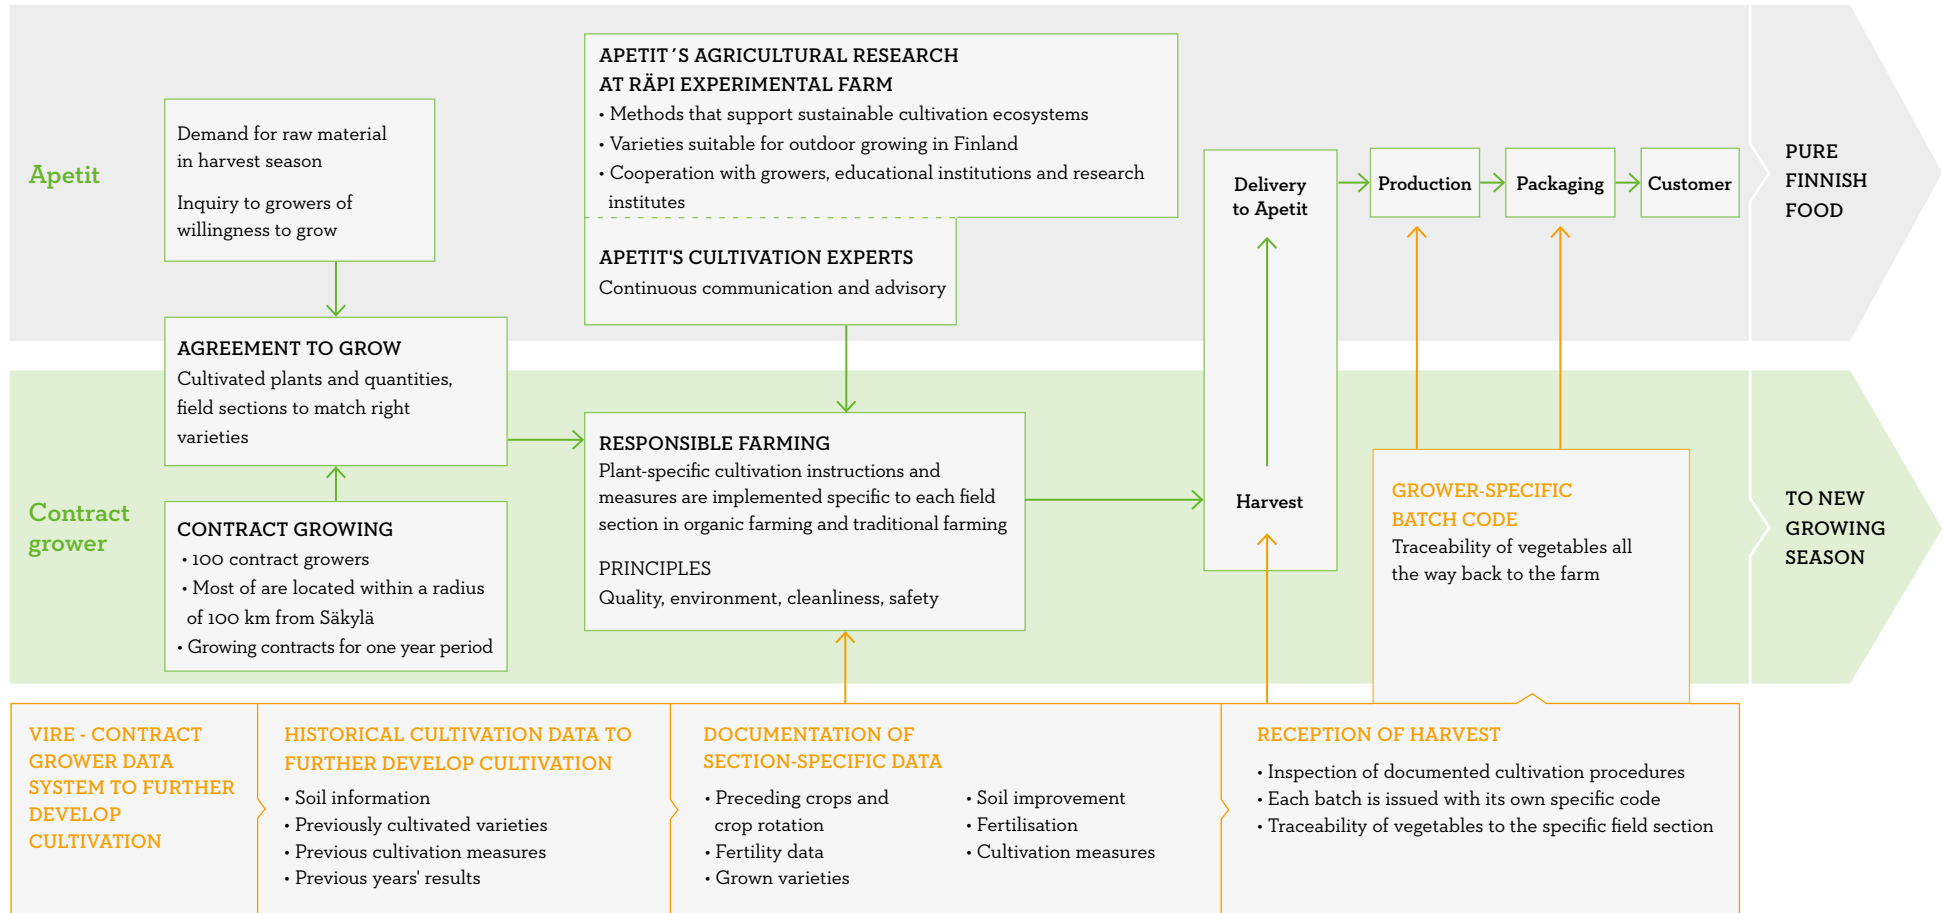 Apetit
Demand for raw material
in harvest season
Inquiry to growers of
willingness to grow
APETIT´S AGRICULTURAL RESEARCH
AT RÄPI EXPERIMENTAL FARM
• Methods that support sustainable cultivation ecosystems
• Varieties suitable for outdoor growing in Finland
• Cooperation with growers, educational institutions and research
institutes
APETIT'S CULTIVATION EXPERTS
Continuous communication and advisory
Delivery
to Apetit
Production
Packaging
Customer
PURE
FINNISH
FOOD
AGREEMENT TO GROW
Cultivated plants and quantities,
field sections to match right
varieties
Contract
grower
CONTRACT GROWING
• 100 contract growers
• Most of are located within a radius
of 100 km from Säkylä
• Growing contracts for one year period
RESPONSIBLE FARMING
Plant-specific cultivation instructions and
measures are implemented specific to each field
section in organic farming and traditional farming
PRINCIPLES
Quality, environment, cleanliness, safety
Harvest
GROWER-SPECIFIC
BATCH CODE
Traceability of vegetables all
the way back to the farm
TO NEW
GROWING
SEASON
VIRE - CONTRACT
GROWER DATA
SYSTEM TO FURTHER
DEVELOP
CULTIVATION
HISTORICAL CULTIVATION DATA TO
FURTHER DEVELOP CULTIVATION
• Soil information
• Previously cultivated varieties
• Previous cultivation measures
• Previous years' results
DOCUMENTATION OF
SECTION-SPECIFIC DATA
• Preceding crops and
crop rotation
• Fertility data
• Grown varieties
• Soil improvement
• Fertilisation
• Cultivation measures
RECEPTION OF HARVEST
• Inspection of documented cultivation procedures
• Each batch is issued with its own specific code
• Traceability of vegetables to the specific field section